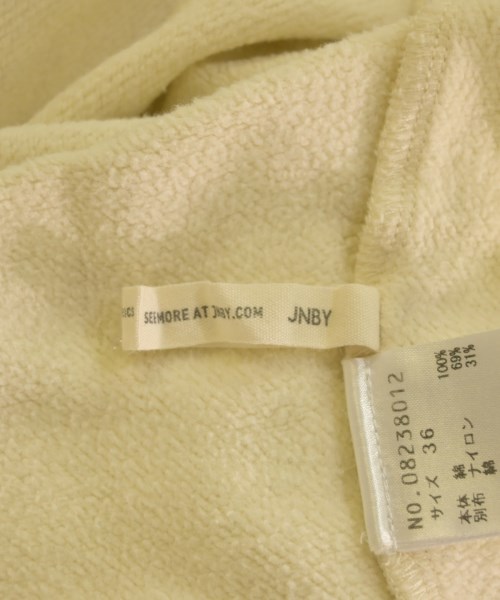 SEEMORE AT JNBY.COM JNBY
NO.08238012
サイズ 36
本体 綿 100%
別布 ナイロン 69%
綿 31%